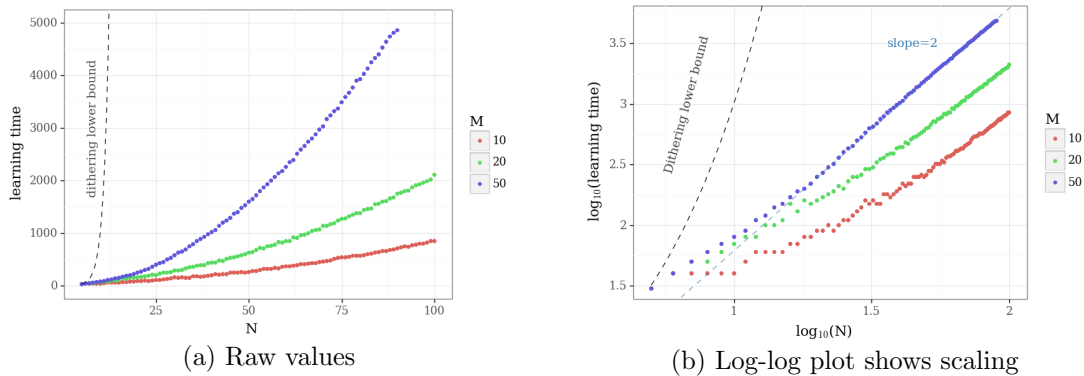 5000
4000
3000
2000
1000
0
learning time
dithering lower bound
25
50
75
100
N
M
10
20
50
(a) Raw values
3.5
3
2.5
2
1.5
log₁₀(learning time)
Dithering lower bound
slope=2
1
1.5
2
log₁₀(N)
M
10
20
50
(b) Log-log plot shows scaling